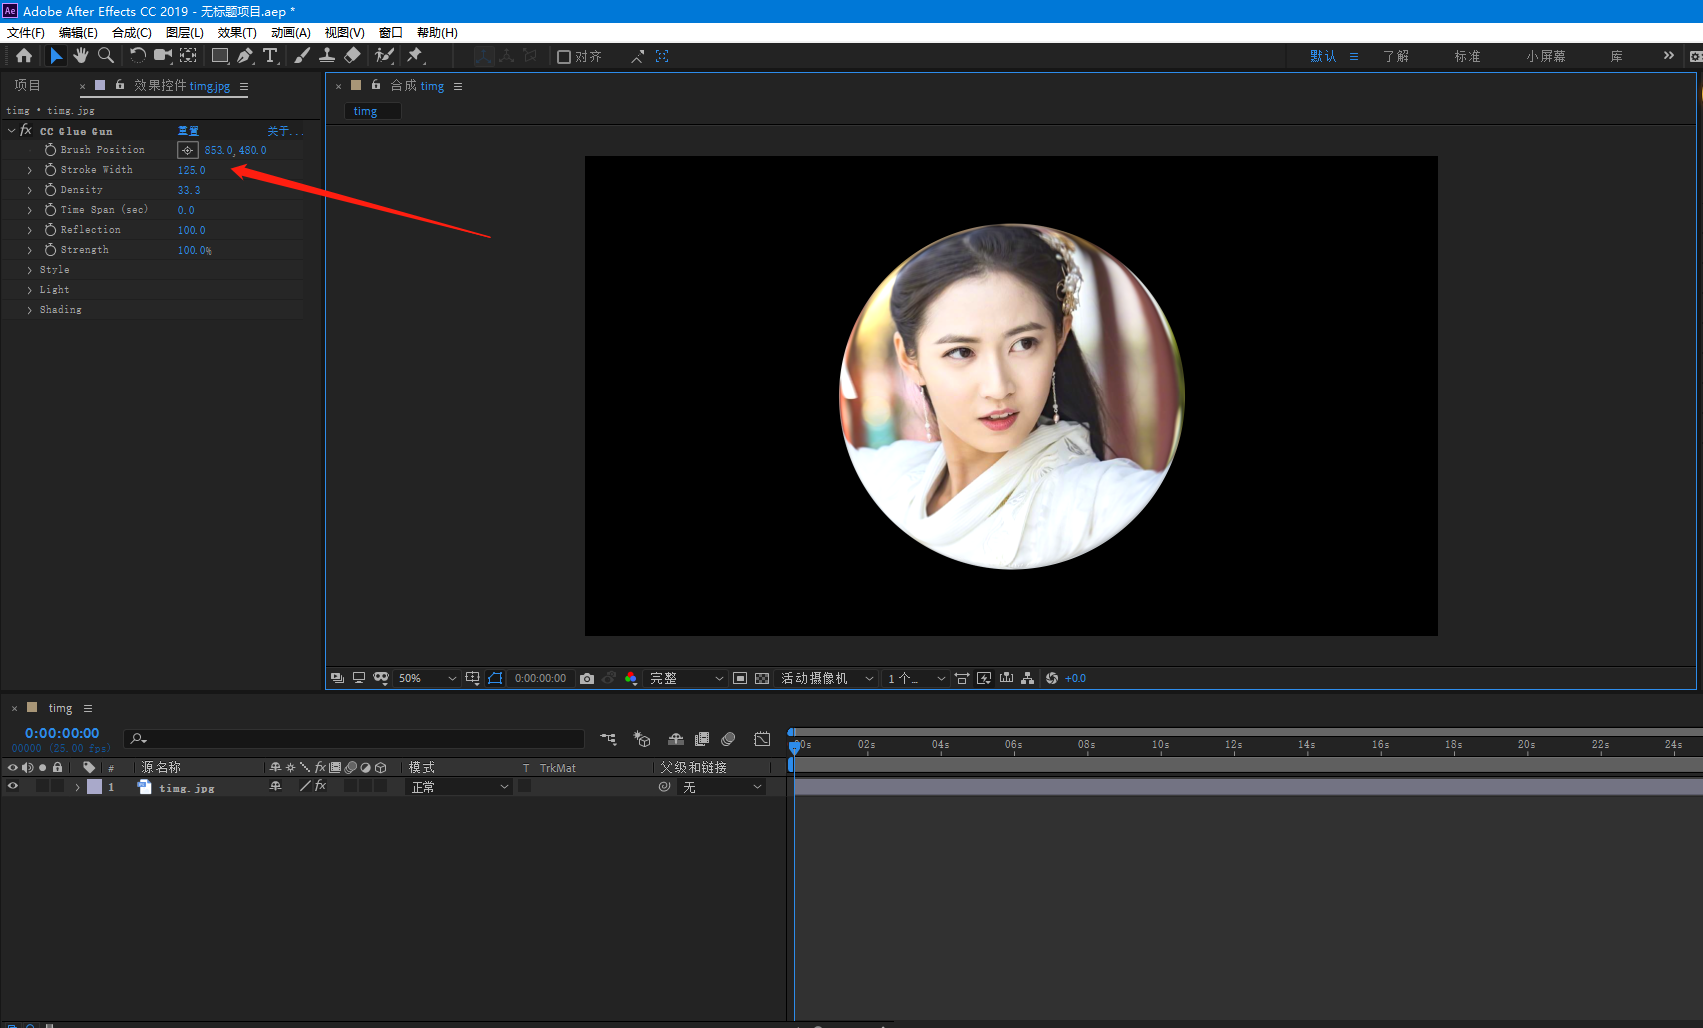 Ae Adobe After Effects CC 2019 - 无标题项目.aep *
文件(F) 编辑(E) 合成(C) 图层(L) 效果(T) 动画(A) 视图(V) 窗口 帮助(H)
对齐 默认 了解 标准 小屏幕 库 »
项目 × 效果控件 timg.jpg
× 合成 timg
timg • timg.jpg
timg
fx CC Glue Gun 重置 关于...
Brush Position 853.0, 480.0
Stroke Width 125.0
Density 33.3
Time Span (sec) 0.0
Reflection 100.0
Strength 100.0%
Style
Light
Shading
50% 0:00:00:00 完整 活动摄像机 1 个... +0.0
× timg
0:00:00:00
00000 (25.00 fps)
00s 02s 04s 06s 08s 10s 12s 14s 16s 18s 20s 22s 24s
# 源名称 fx 模式 T TrkMat 父级和链接
1 timg.jpg fx 正常 无